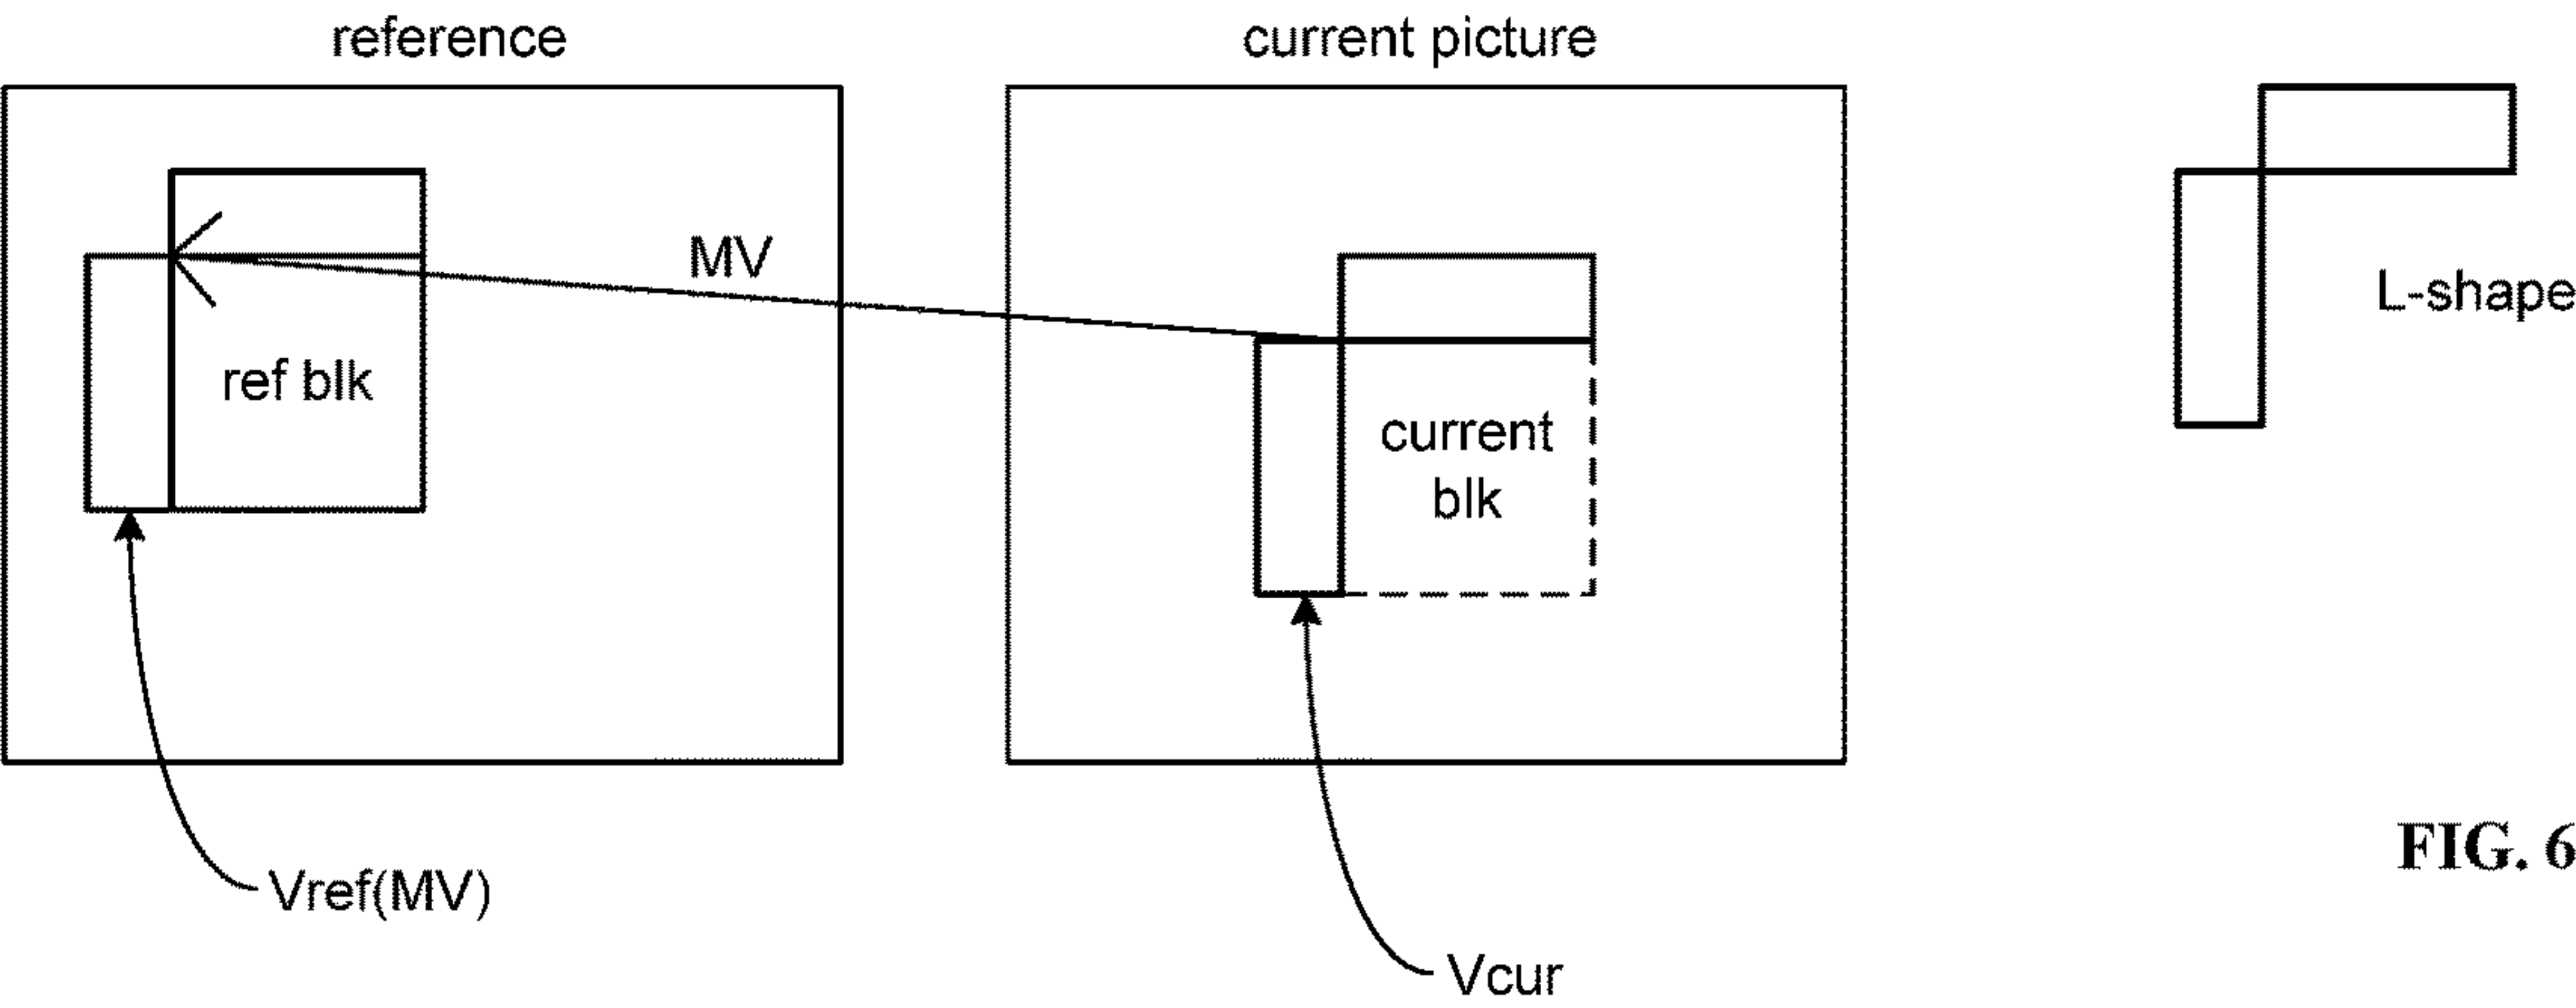 reference
current picture
MV
L-shape
ref blk
current
blk
FIG. 6
Vref(MV)
Vcur